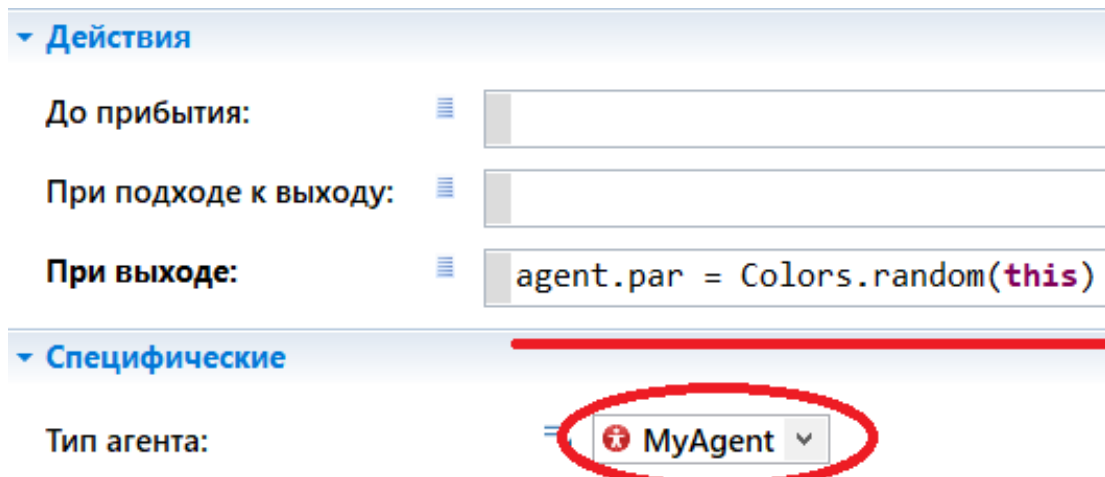 Действия
До прибытия:
При подходе к выходу:
При выходе: agent.par = Colors.random(this)
Специфические
Тип агента: MyAgent